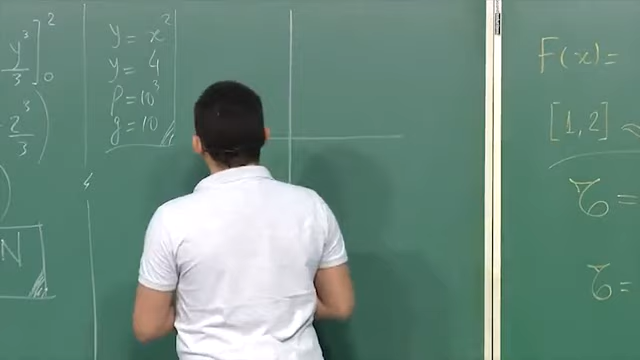 y³/3 ]²₀
2³/3 )
N]
y = x²
y = 4
ρ = 10³
g = 10
F(x) =
[1,2]
τ =
τ =